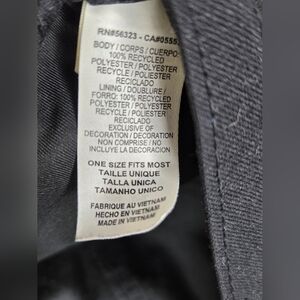 RN#56323 - CA#0555
BODY / CORPS / CUERPO:
100% RECYCLED
POLYESTER / POLYESTER
RECYCLE / POLIESTER
RECICLADO
LINING / DOUBLURE /
FORRO: 100% RECYCLED
POLYESTER / POLYESTER
RECYCLE / POLIESTER
RECICLADO
EXCLUSIVE OF
DECORATION / DECORATION
NON COMPRISE / NO
INCLUYE LA DECORACION
ONE SIZE FITS MOST
TAILLE UNIQUE
TALLA UNICA
TAMANHO UNICO
FABRIQUE AU VIETNAM
HECHO EN VIETNAM
MADE IN VIETNAM